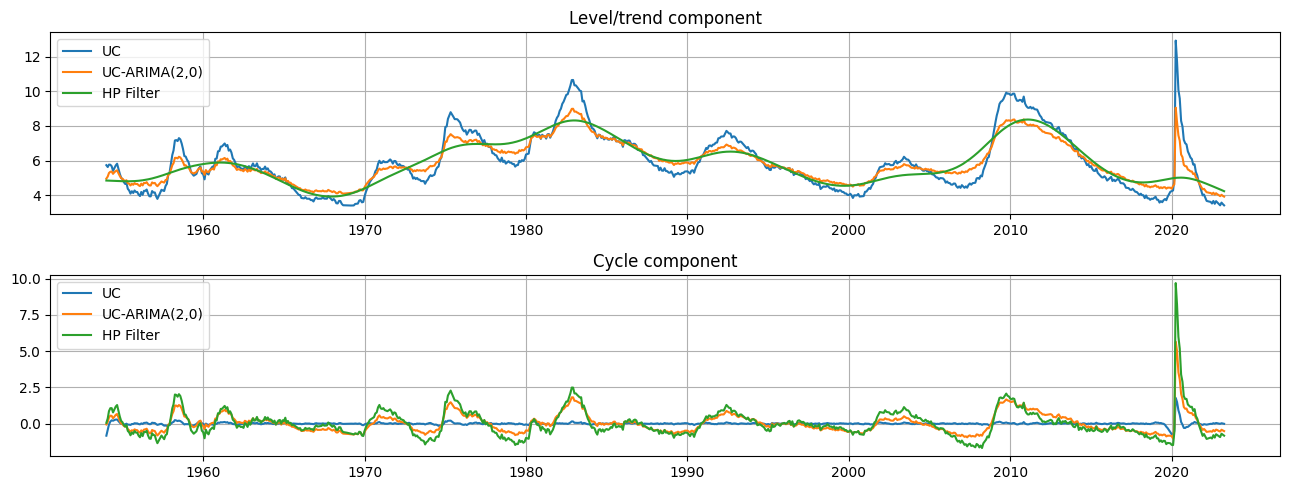 Level/trend component
UC
UC-ARIMA(2,0)
HP Filter
12
10
8
6
4
1960 1970 1980 1990 2000 2010 2020
Cycle component
UC
UC-ARIMA(2,0)
HP Filter
10.0
7.5
5.0
2.5
0.0
1960 1970 1980 1990 2000 2010 2020